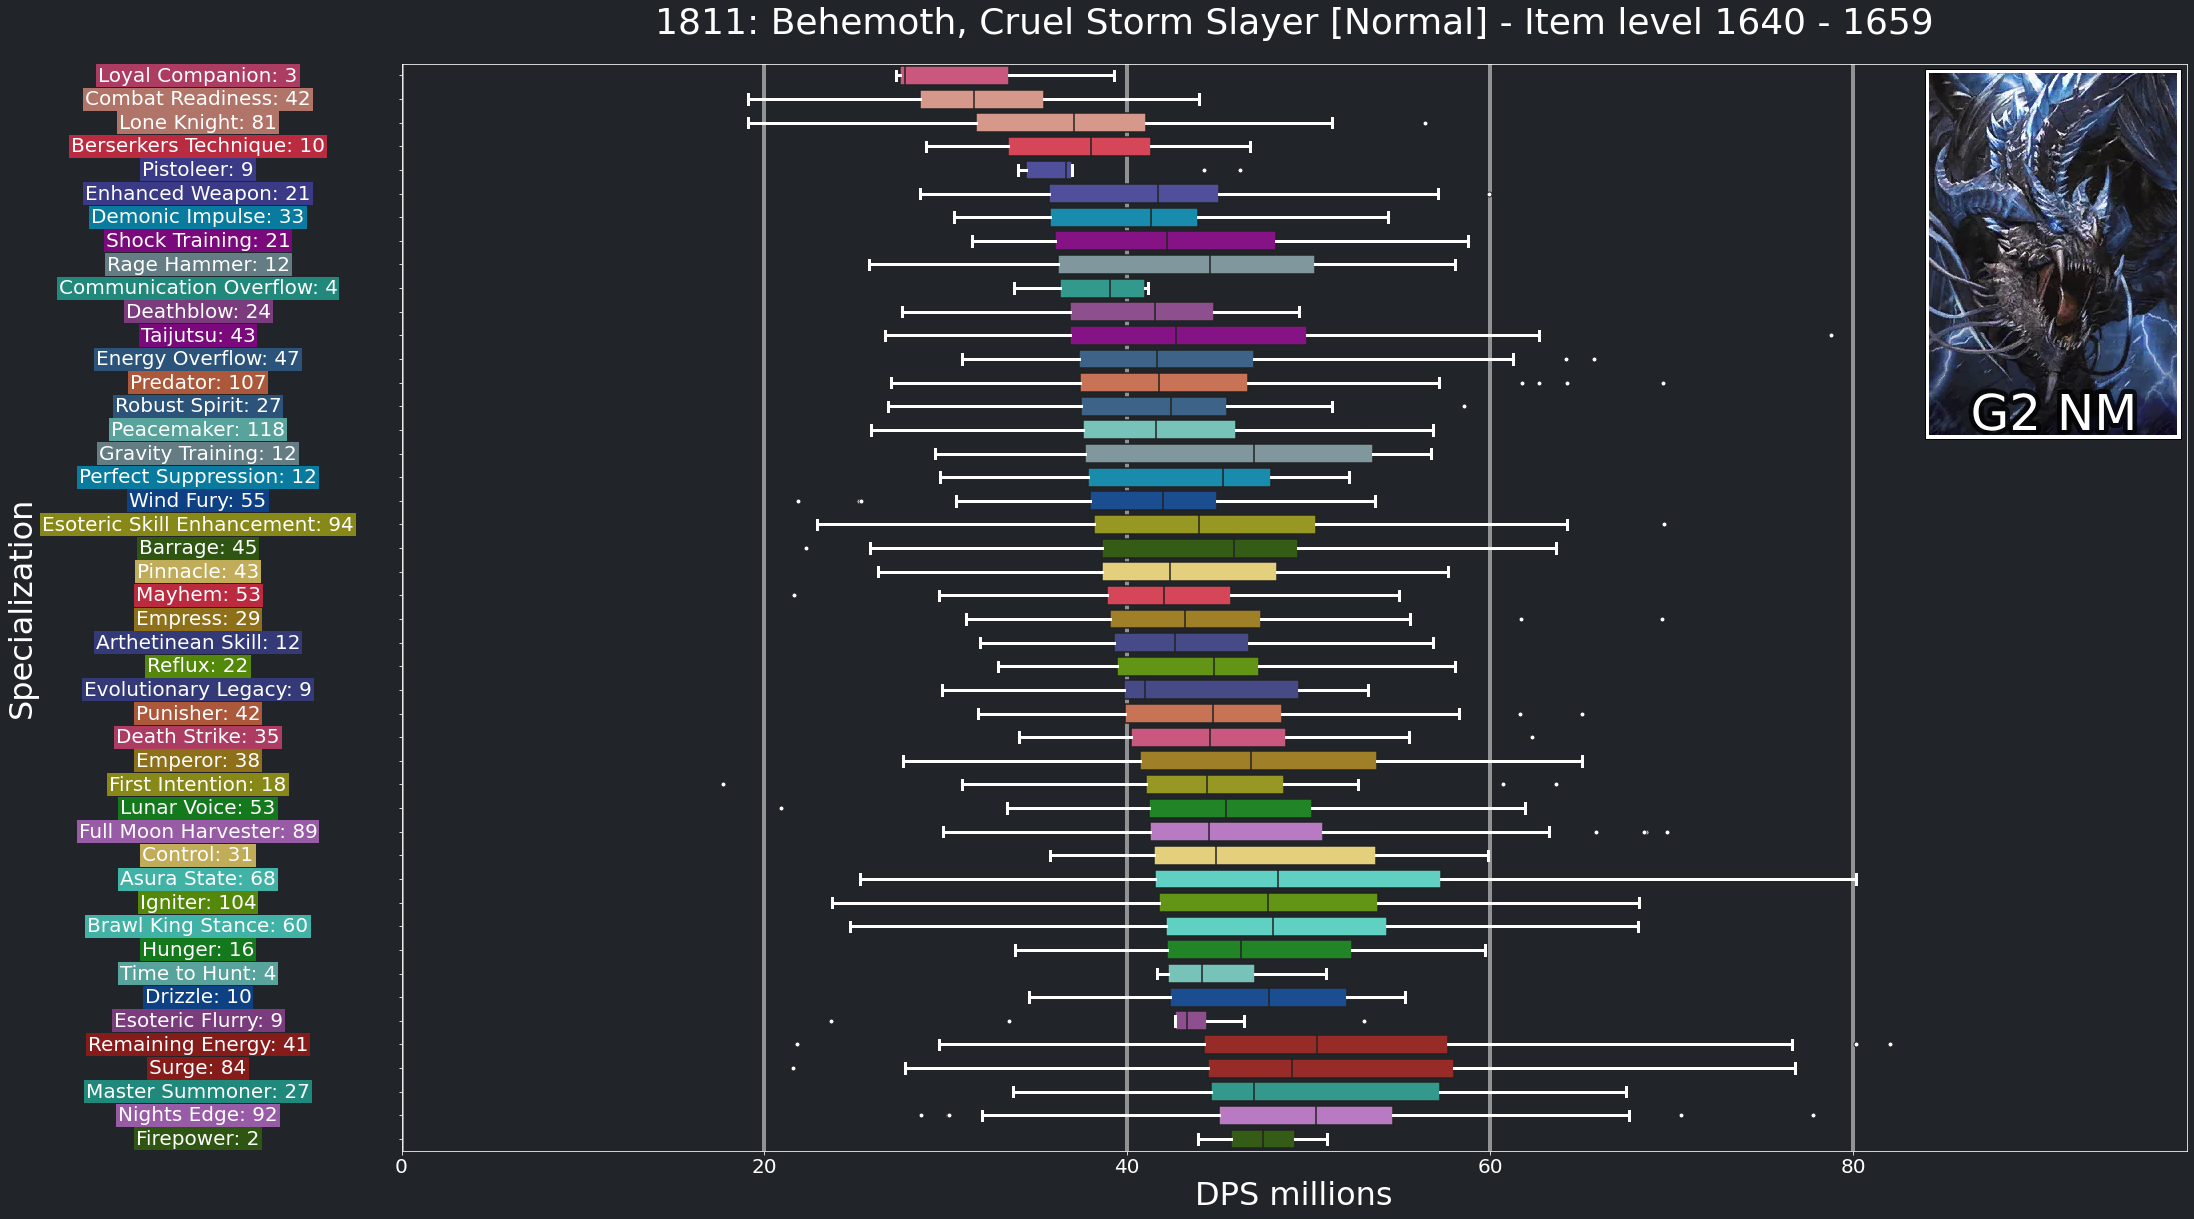 1811: Behemoth, Cruel Storm Slayer [Normal] - Item level 1640 - 1659
Loyal Companion: 3
Combat Readiness: 42
Lone Knight: 81
Berserkers Technique: 10
Pistoleer: 9
Enhanced Weapon: 21
Demonic Impulse: 33
Shock Training: 21
Rage Hammer: 12
Communication Overflow: 4
Deathblow: 24
Taijutsu: 43
Energy Overflow: 47
Predator: 107
Robust Spirit: 27
Peacemaker: 118
Gravity Training: 12
Perfect Suppression: 12
Wind Fury: 55
Esoteric Skill Enhancement: 94
Barrage: 45
Pinnacle: 43
Mayhem: 53
Empress: 29
Arthetinean Skill: 12
Reflux: 22
Evolutionary Legacy: 9
Punisher: 42
Death Strike: 35
Emperor: 38
First Intention: 18
Lunar Voice: 53
Full Moon Harvester: 89
Control: 31
Asura State: 68
Igniter: 104
Brawl King Stance: 60
Hunger: 16
Time to Hunt: 4
Drizzle: 10
Esoteric Flurry: 9
Remaining Energy: 41
Surge: 84
Master Summoner: 27
Nights Edge: 92
Firepower: 2
Specialization
G2 NM
0 20 40 60 80
DPS millions